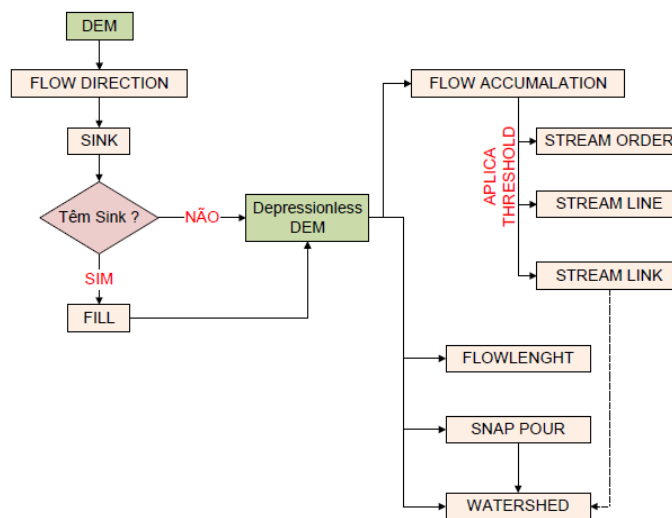 DEM
FLOW DIRECTION
SINK
Têm Sink ?
NÃO
SIM
FILL
Depressionless
DEM
FLOW ACCUMALATION
APLICA
THRESHOLD
STREAM ORDER
STREAM LINE
STREAM LINK
FLOWLENGHT
SNAP POUR
WATERSHED